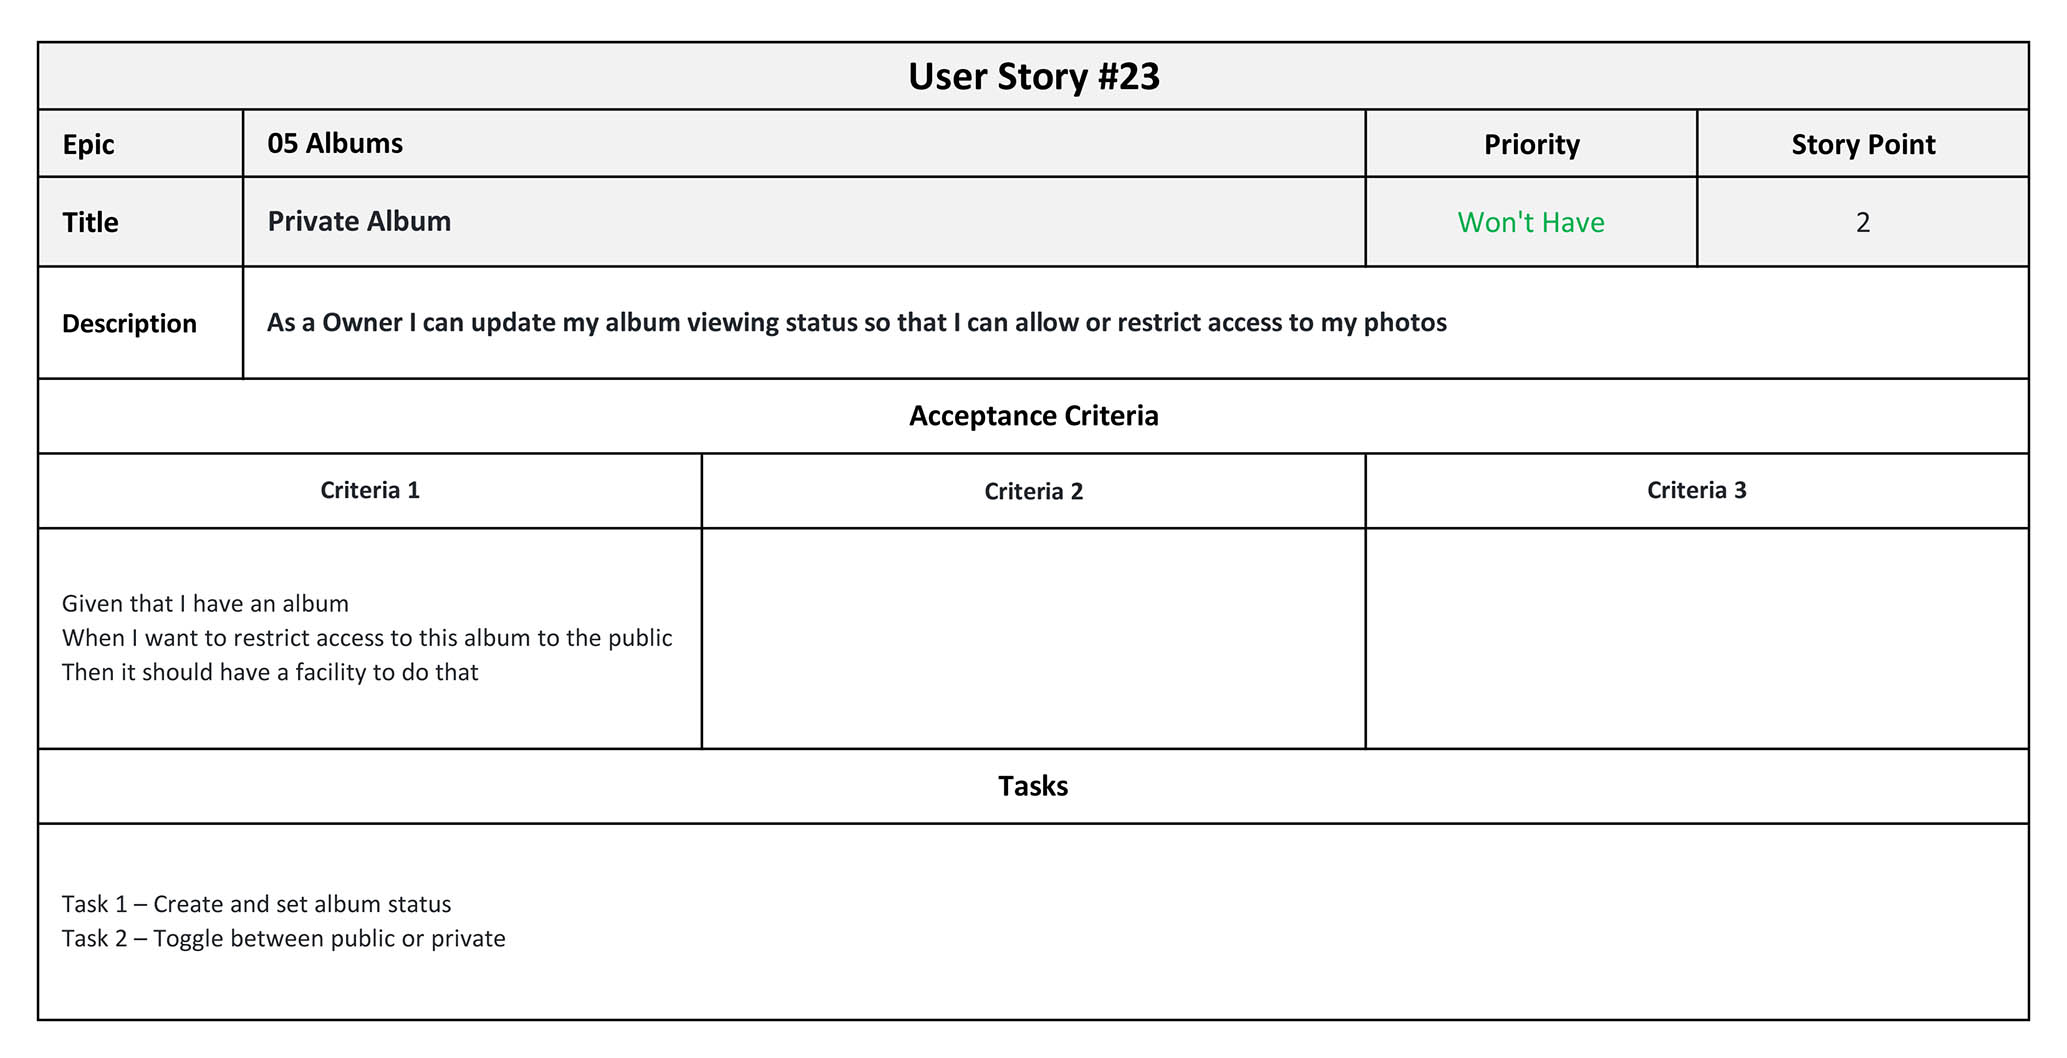 User Story #23
Epic
05 Albums
Priority
Story Point
Title
Private Album
Won't Have
2
Description
As a Owner I can update my album viewing status so that I can allow or restrict access to my photos
Acceptance Criteria
Criteria 1
Criteria 2
Criteria 3
Given that I have an album
When I want to restrict access to this album to the public
Then it should have a facility to do that
Tasks
Task 1 – Create and set album status
Task 2 – Toggle between public or private